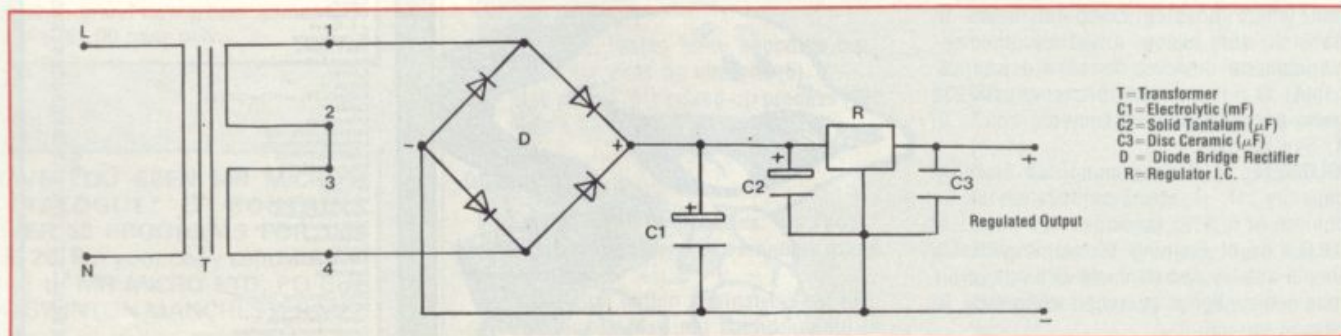 L
1
2
3
4
N
T
D
-
+
+
C1
+
C2
R
C3
+
-
Regulated Output
T=Transformer
C1=Electrolytic (mF)
C2=Solid Tantalum (μF)
C3=Disc Ceramic (μF)
D = Diode Bridge Rectifier
R=Regulator I.C.